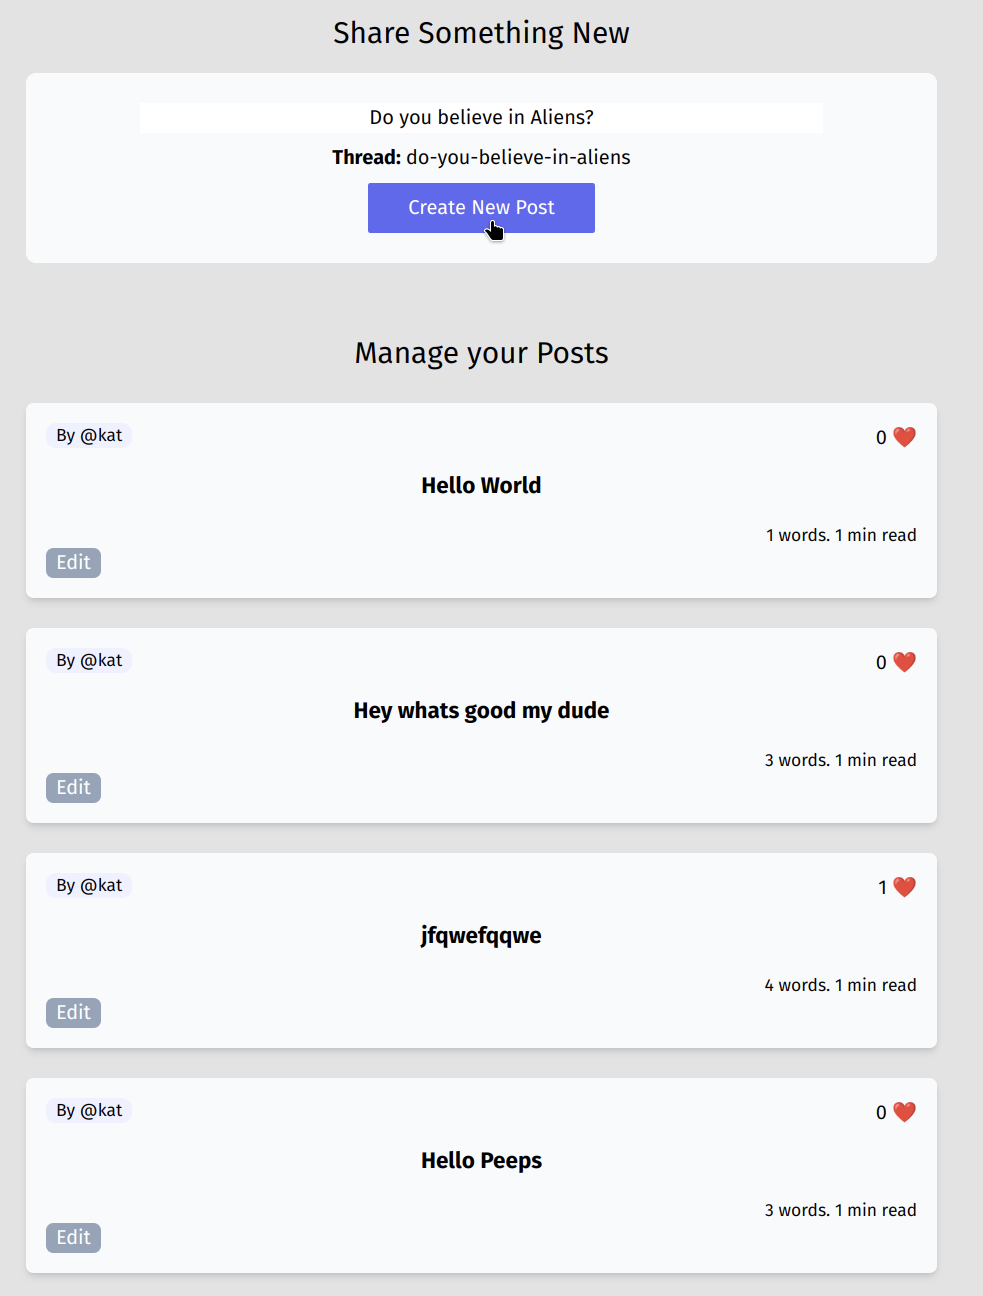 Share Something New
Do you believe in Aliens?
Thread: do-you-believe-in-aliens
Create New Post
Manage your Posts
By @kat
0 ❤️
Hello World
1 words. 1 min read
Edit
By @kat
0 ❤️
Hey whats good my dude
3 words. 1 min read
Edit
By @kat
1 ❤️
jfqwefqqwe
4 words. 1 min read
Edit
By @kat
0 ❤️
Hello Peeps
3 words. 1 min read
Edit